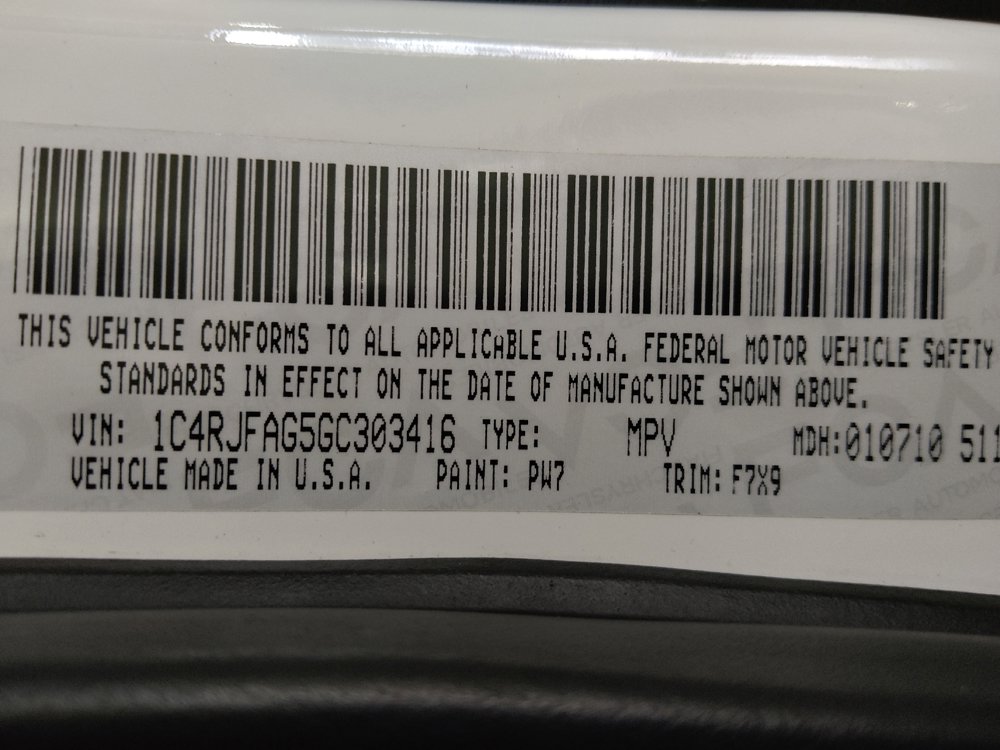 THIS VEHICLE CONFORMS TO ALL APPLICABLE U.S.A. FEDERAL MOTOR VEHICLE SAFETY
STANDARDS IN EFFECT ON THE DATE OF MANUFACTURE SHOWN ABOVE.
VIN: 1C4RJFAG5GC303416 TYPE: MPV MDH:010710 511
VEHICLE MADE IN U.S.A. PAINT: PW7 TRIM: F7X9